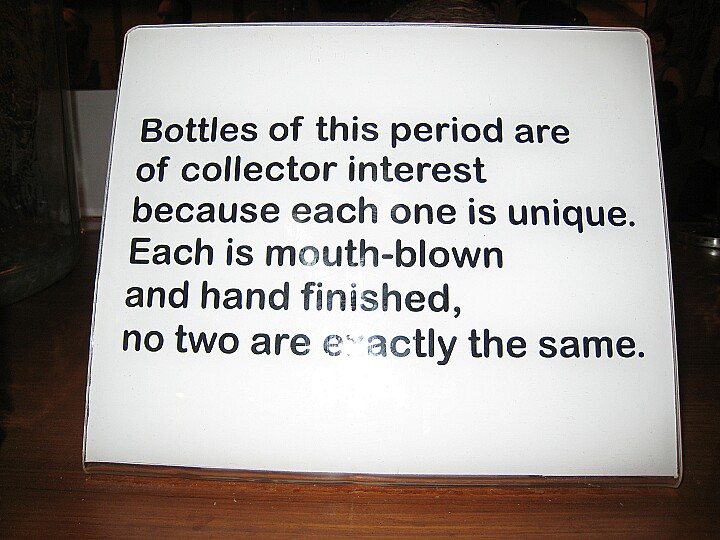 Bottles of this period are
of collector interest
because each one is unique.
Each is mouth-blown
and hand finished,
no two are exactly the same.